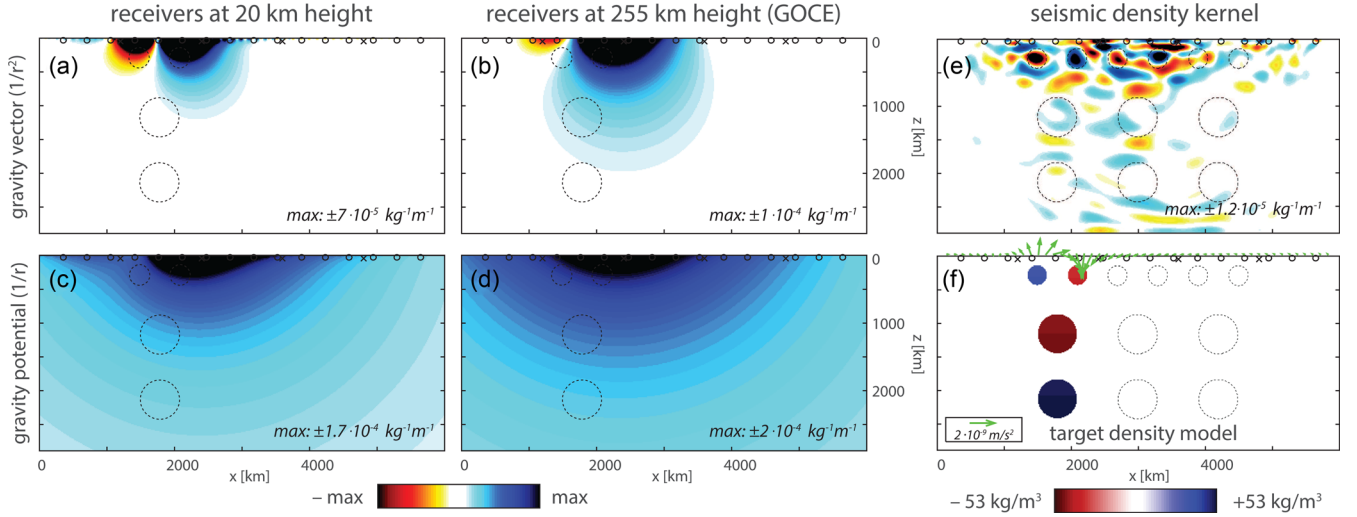 receivers at 20 km height
receivers at 255 km height (GOCE)
seismic density kernel
gravity vector (1/r²)
(a)
max: ±7·10⁻⁵ kg⁻¹m⁻¹
(b)
max: ±1·10⁻⁴ kg⁻¹m⁻¹
0
1000
2000
z [km]
(e)
max: ±1.2·10⁻⁵ kg⁻¹m⁻¹
gravity potential (1/r)
(c)
max: ±1.7·10⁻⁴ kg⁻¹m⁻¹
(d)
max: ±2·10⁻⁴ kg⁻¹m⁻¹
0
1000
2000
z [km]
(f)
2·10⁻⁹ m/s²
target density model
0
2000
4000
x [km]
0
2000
4000
x [km]
0
2000
4000
x [km]
– max
max
– 53 kg/m³
+53 kg/m³